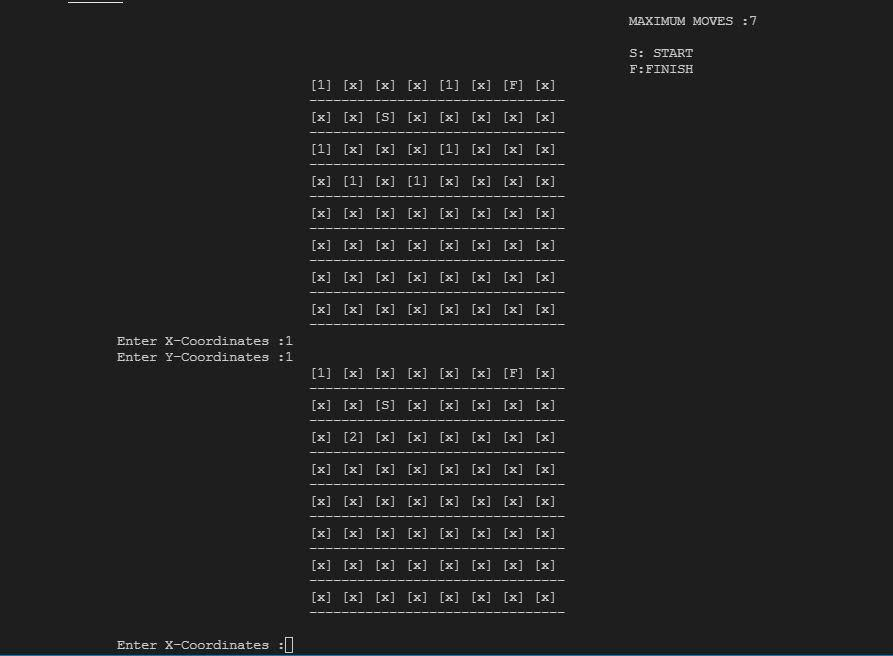 MAXIMUM MOVES :7
S: START
F:FINISH
[1] [x] [x] [x] [1] [x] [F] [x]
[x] [x] [S] [x] [x] [x] [x] [x]
[1] [x] [x] [x] [1] [x] [x] [x]
[x] [1] [x] [1] [x] [x] [x] [x]
[x] [x] [x] [x] [x] [x] [x] [x]
[x] [x] [x] [x] [x] [x] [x] [x]
[x] [x] [x] [x] [x] [x] [x] [x]
[x] [x] [x] [x] [x] [x] [x] [x]
Enter X-Coordinates :1
Enter Y-Coordinates :1
[1] [x] [x] [x] [x] [x] [F] [x]
[x] [x] [S] [x] [x] [x] [x] [x]
[x] [2] [x] [x] [x] [x] [x] [x]
[x] [x] [x] [x] [x] [x] [x] [x]
[x] [x] [x] [x] [x] [x] [x] [x]
[x] [x] [x] [x] [x] [x] [x] [x]
[x] [x] [x] [x] [x] [x] [x] [x]
[x] [x] [x] [x] [x] [x] [x] [x]
Enter X-Coordinates :